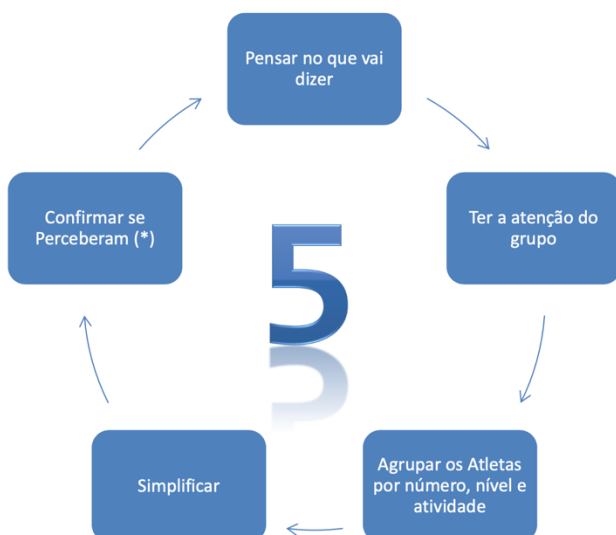 Pensar no que vai
dizer
Ter a atenção do
grupo
Agrupar os Atletas
por número, nível e
atividade
Simplificar
Confirmar se
Perceberam (*)
5